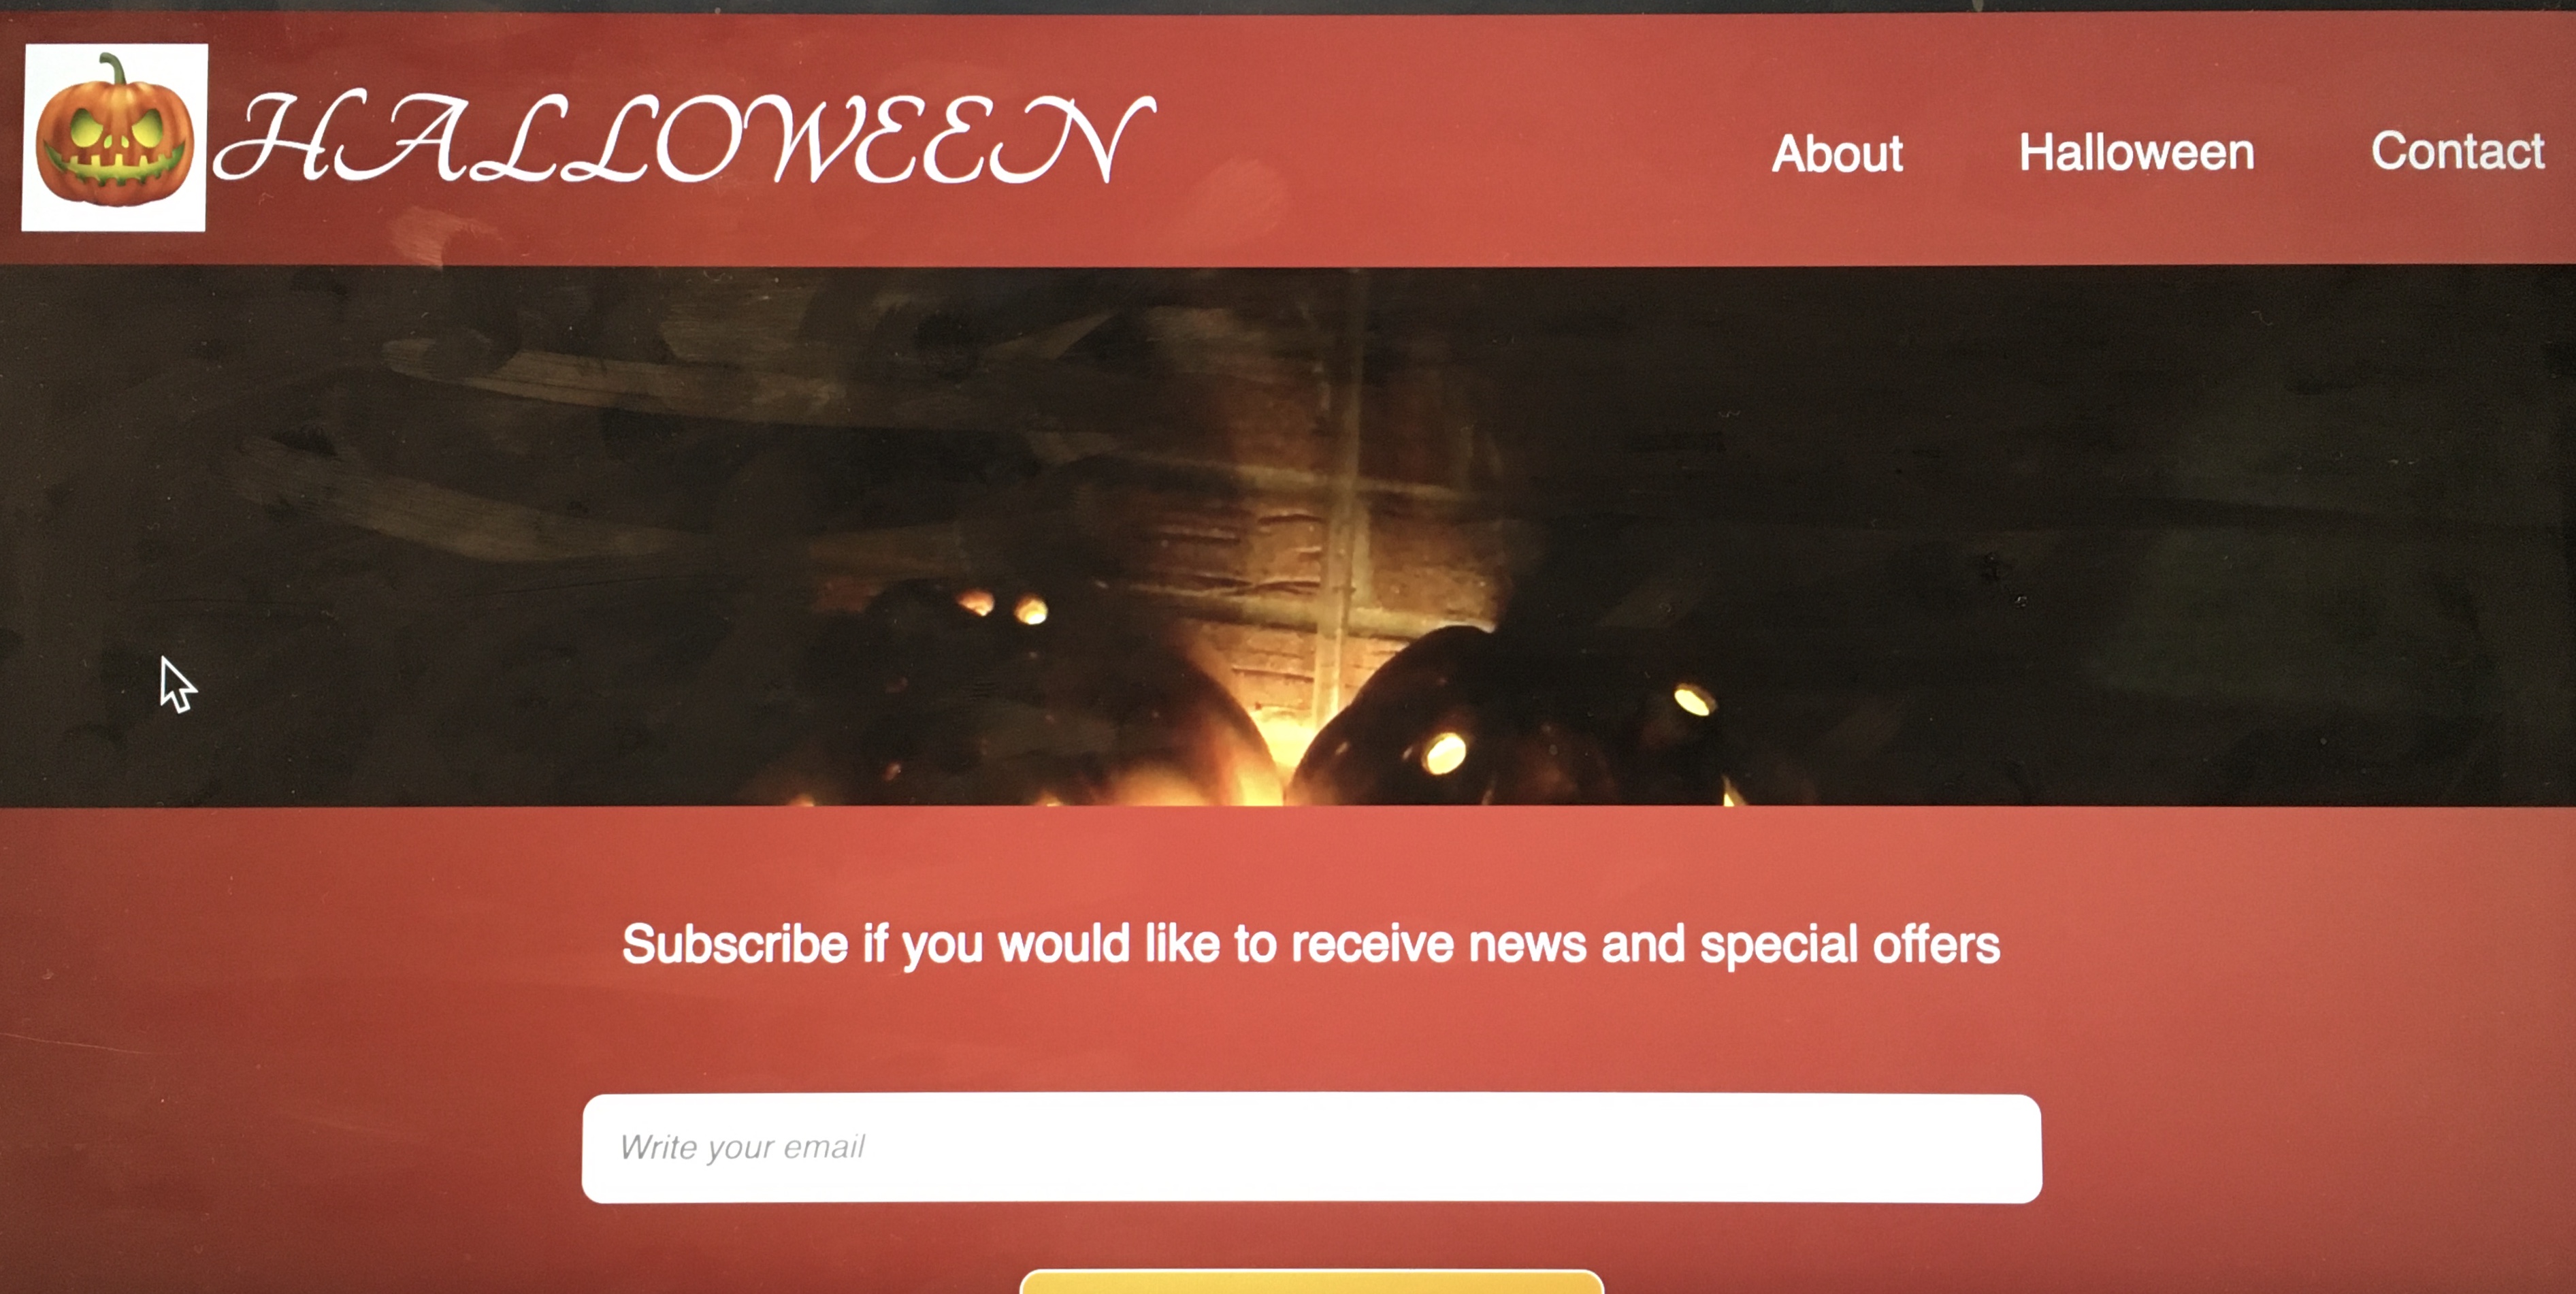 HALLOWEEN
About Halloween Contact
Subscribe if you would like to receive news and special offers
Write your email